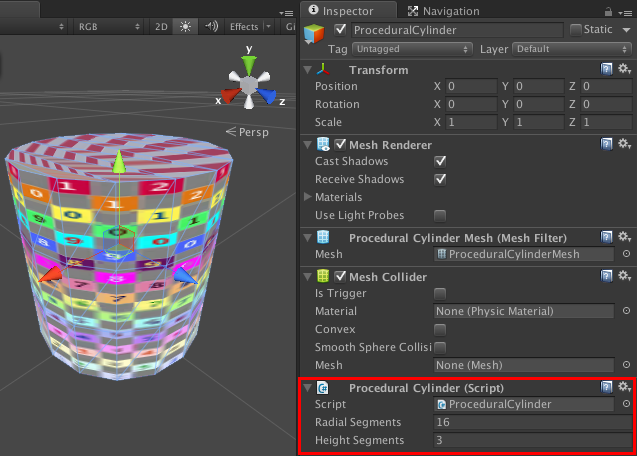 RGB
2D
Effects
Gi
y
x
z
Persp
Inspector
Navigation
ProceduralCylinder
Static
Tag Untagged Layer Default
Transform
Position X 0 Y 0 Z 0
Rotation X 0 Y 0 Z 0
Scale X 1 Y 1 Z 1
Mesh Renderer
Cast Shadows
Receive Shadows
Materials
Use Light Probes
Procedural Cylinder Mesh (Mesh Filter)
Mesh ProceduralCylinderMesh
Mesh Collider
Is Trigger
Material None (Physic Material)
Convex
Smooth Sphere Collisi
Mesh None (Mesh)
C#
Procedural Cylinder (Script)
Script ProceduralCylinder
Radial Segments 16
Height Segments 3